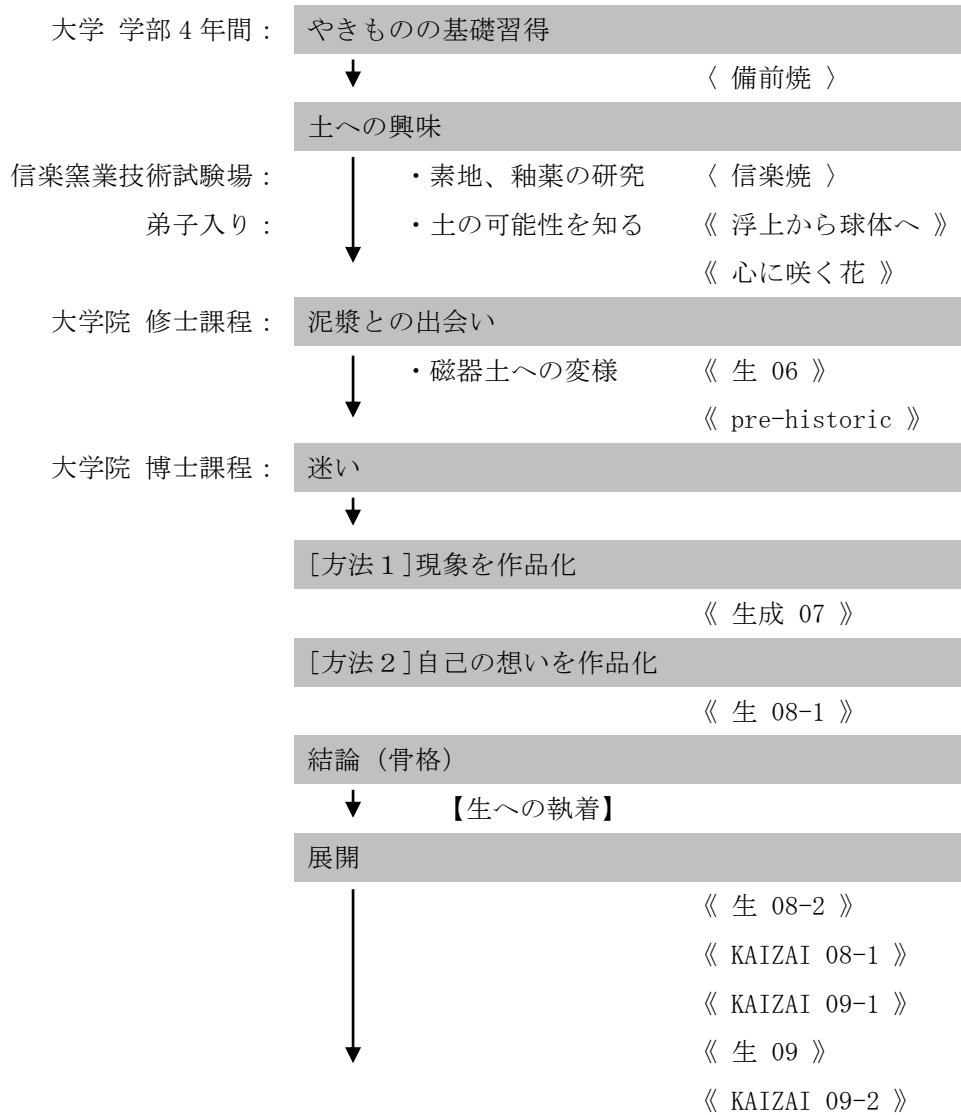 大学 学部４年間： やきものの基礎習得
〈 備前焼 〉
土への興味
信楽窯業技術試験場： ・素地、釉薬の研究 〈 信楽焼 〉
弟子入り： ・土の可能性を知る 《 浮上から球体へ 》
《 心に咲く花 》
大学院 修士課程： 泥漿との出会い
・磁器土への変様 《 生 06 》
《 pre-historic 》
大学院 博士課程： 迷い
[方法１]現象を作品化
《 生成 07 》
[方法２]自己の想いを作品化
《 生 08-1 》
結論（骨格）
【生への執着】
展開
《 生 08-2 》
《 KAIZAI 08-1 》
《 KAIZAI 09-1 》
《 生 09 》
《 KAIZAI 09-2 》